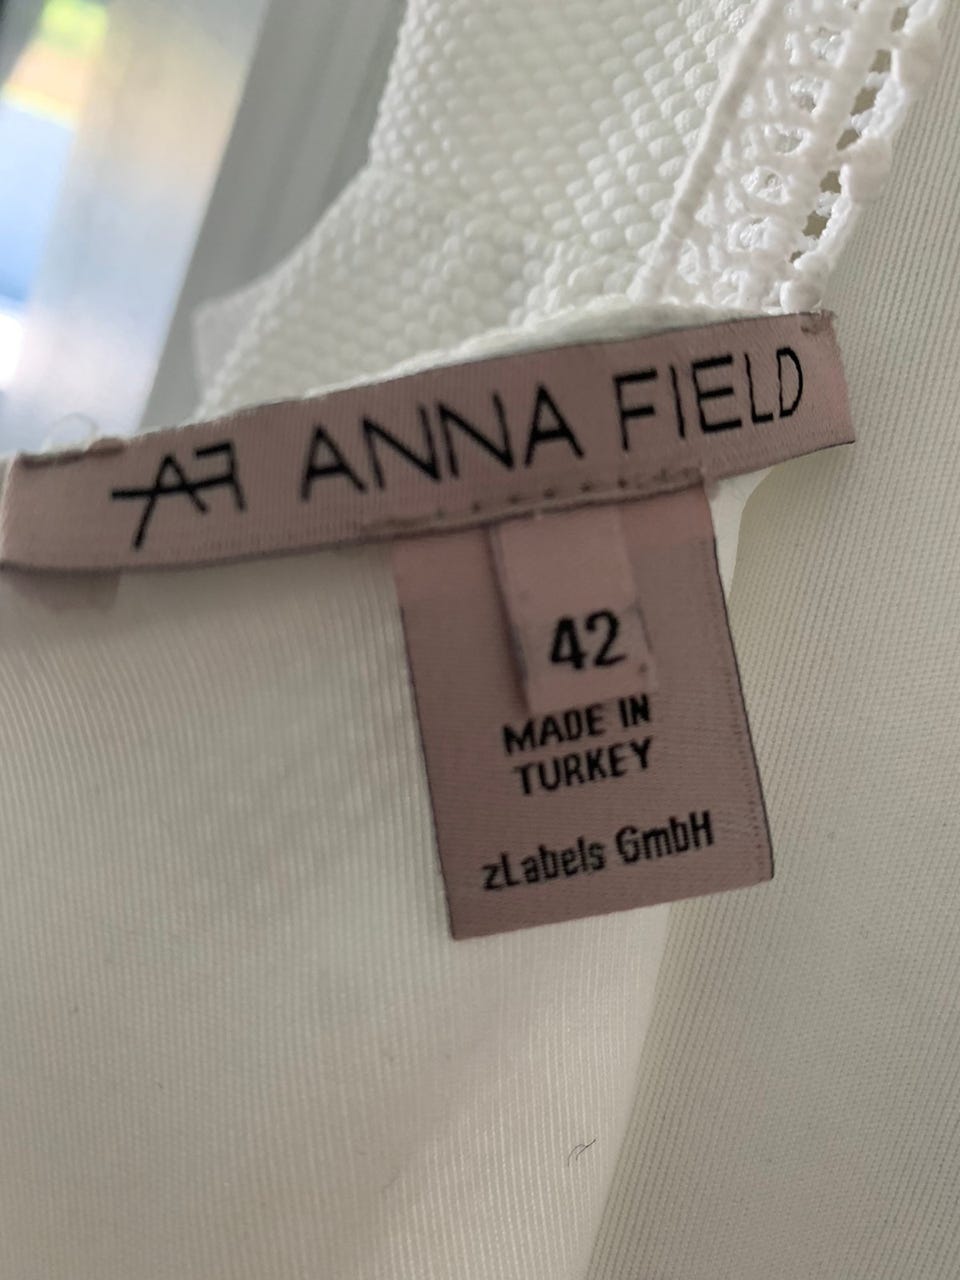 AF ANNA FIELD
42
MADE IN
TURKEY
zLabels GmbH